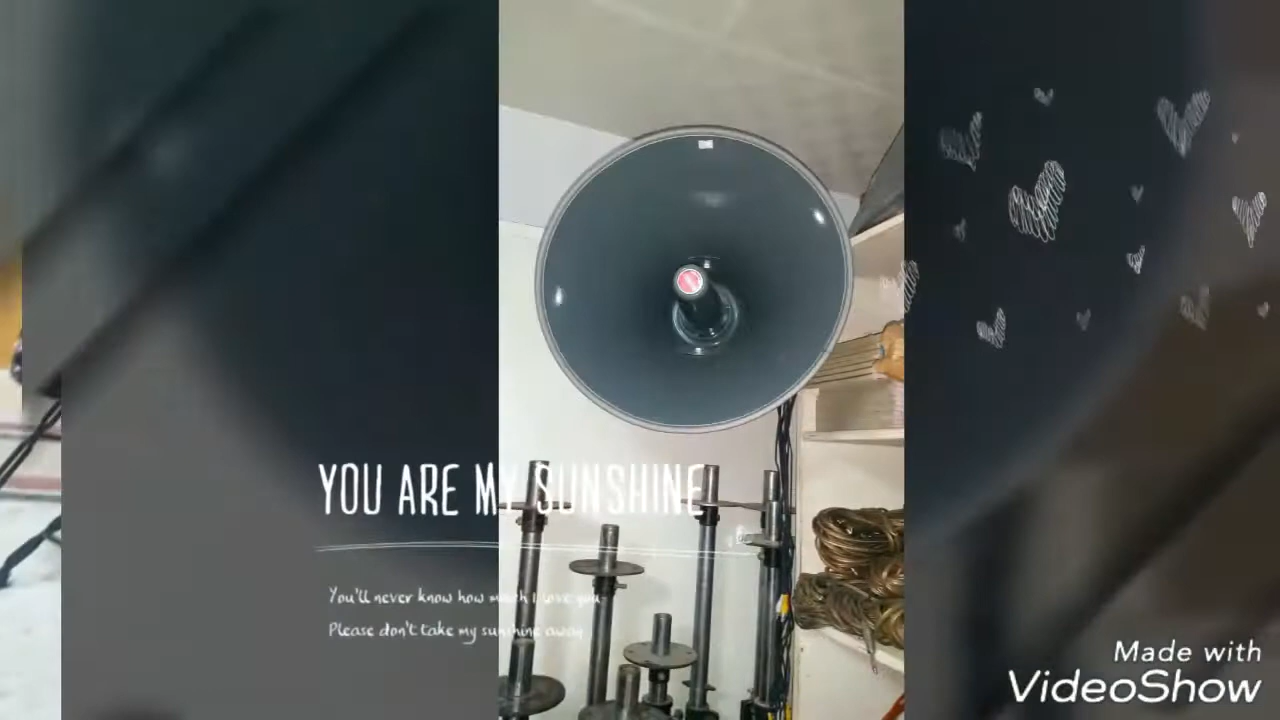 YOU ARE MY SUNSHINE
You'll never know how much I love you
Please don't take my sunshine away
Made with
VideoShow